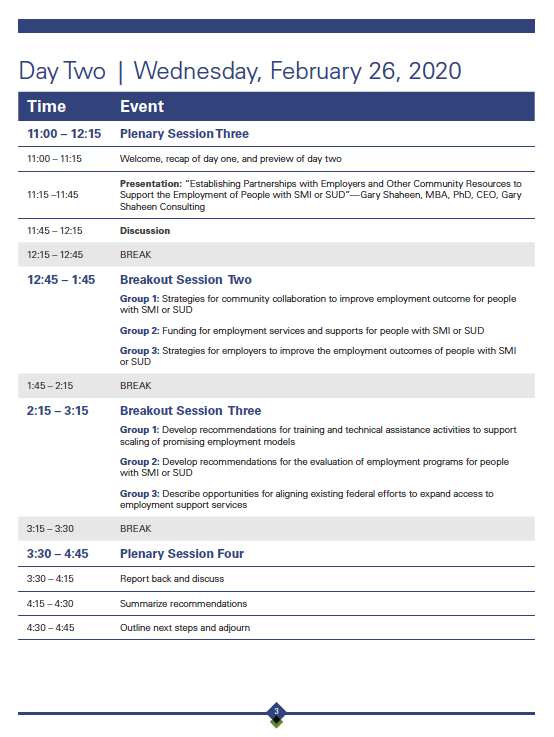 Day Two | Wednesday, February 26, 2020
Time Event
11:00 – 12:15 Plenary Session Three
11:00 – 11:15 Welcome, recap of day one, and preview of day two
Presentation: “Establishing Partnerships with Employers and Other Community Resources to
11:15 –11:45 Support the Employment of People with SMI or SUD”—Gary Shaheen, MBA, PhD, CEO, Gary
Shaheen Consulting
11:45 – 12:15 Discussion
12:15 – 12:45 BREAK
12:45 – 1:45 Breakout Session Two
Group 1: Strategies for community collaboration to improve employment outcome for people
with SMI or SUD
Group 2: Funding for employment services and supports for people with SMI or SUD
Group 3: Strategies for employers to improve the employment outcomes of people with SMI
or SUD
1:45 – 2:15 BREAK
2:15 – 3:15 Breakout Session Three
Group 1: Develop recommendations for training and technical assistance activities to support
scaling of promising employment models
Group 2: Develop recommendations for the evaluation of employment programs for people
with SMI or SUD
Group 3: Describe opportunities for aligning existing federal efforts to expand access to
employment support services
3:15 – 3:30 BREAK
3:30 – 4:45 Plenary Session Four
3:30 – 4:15 Report back and discuss
4:15 – 4:30 Summarize recommendations
4:30 – 4:45 Outline next steps and adjourn
3